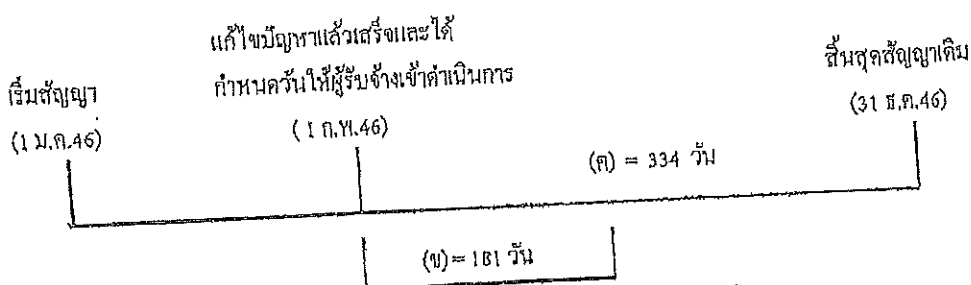 แก้ไขปัญหาแล้วเสร็จและได้
กำหนดวันให้ผู้รับจ้างเข้าดำเนินการ
(1 ก.พ.46)
เริ่มสัญญา
(1 ม.ค.46)
สิ้นสุดสัญญาเดิม
(31 ธ.ค.46)
(ค) = 334 วัน
(ข) = 181 วัน